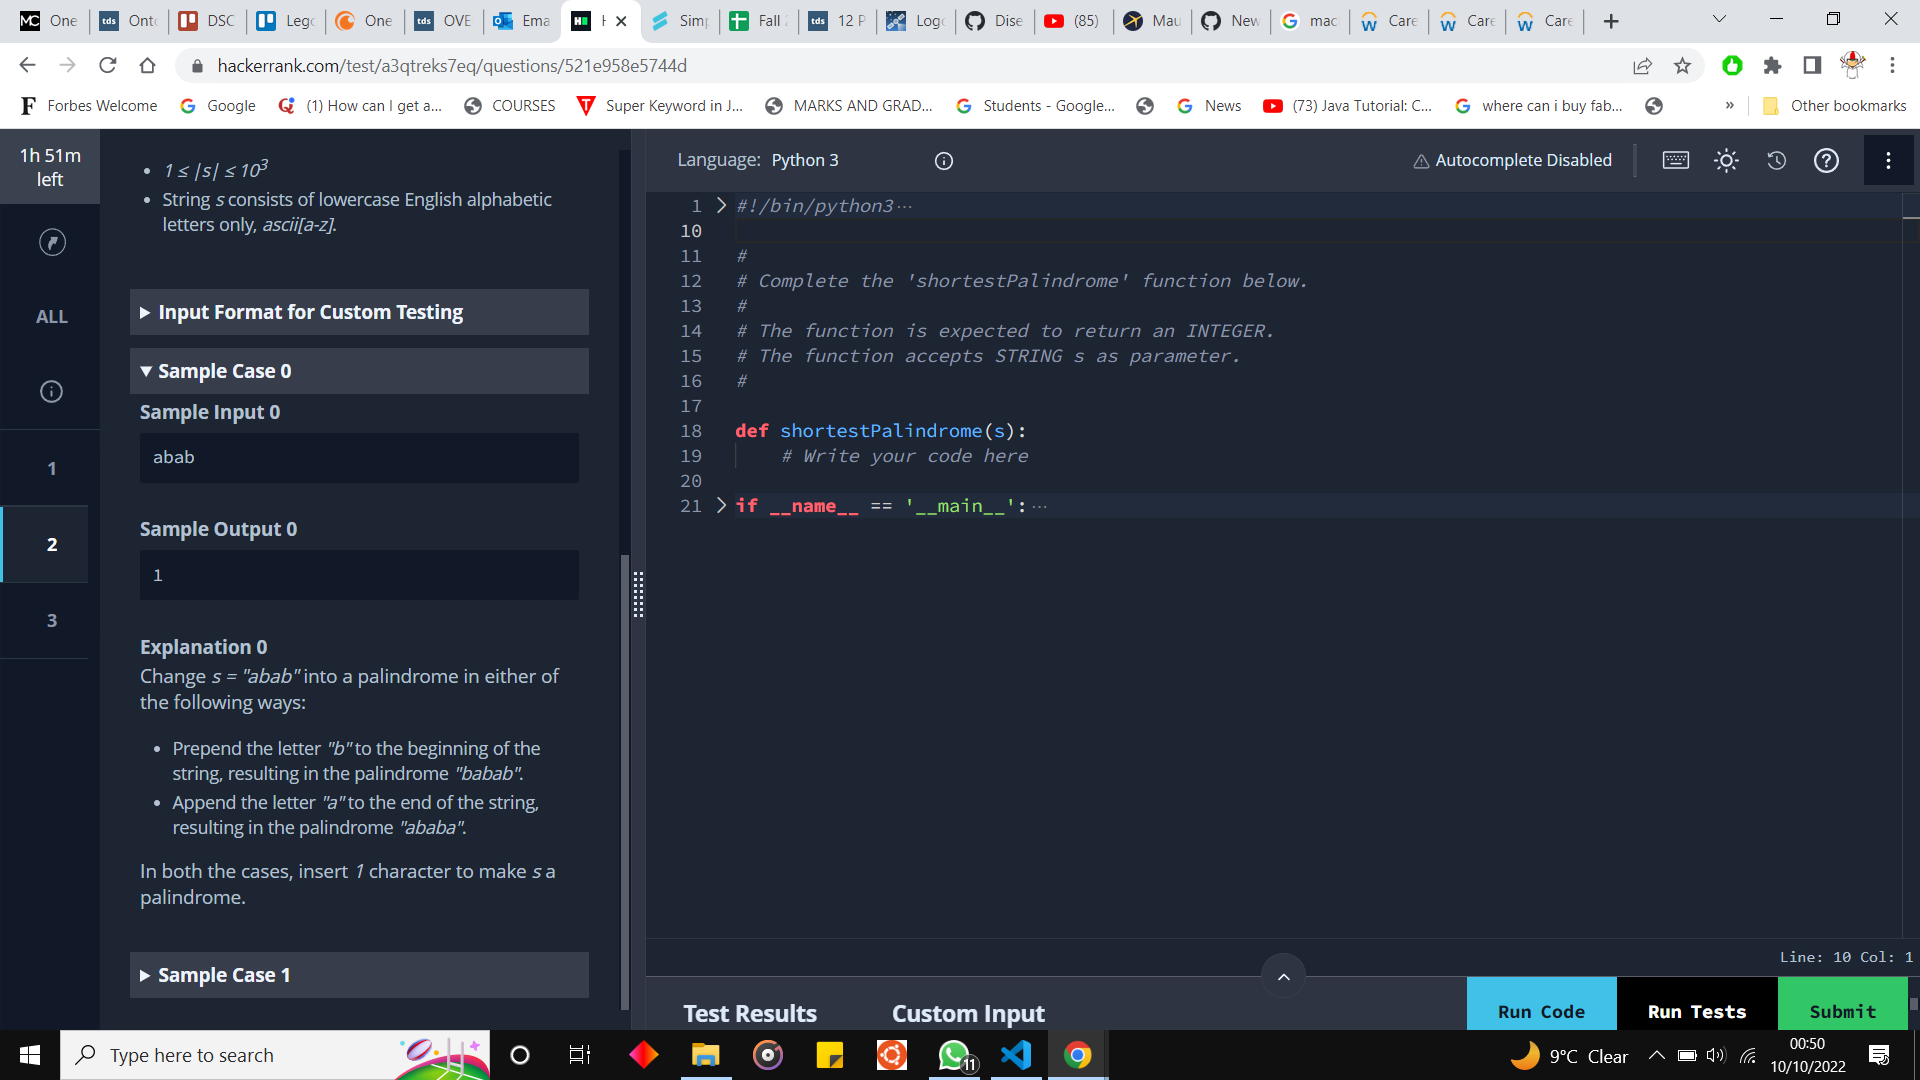 One
Onto
DSC
Lego
One
OVE
Ema
H
Simp
Fall 2
12 P
Logo
Dise
(85)
Mau
New
mac
Care
Care
Care
hackerrank.com/test/a3qtreks7eq/questions/521e958e5744d
Forbes Welcome
Google
(1) How can I get a...
COURSES
Super Keyword in J...
MARKS AND GRAD...
Students - Google...
News
(73) Java Tutorial: C...
where can i buy fab...
»
Other bookmarks
1h 51m
left
ALL
1
2
3
• 1 ≤ |s| ≤ 10³
• String s consists of lowercase English alphabetic
letters only, ascii[a-z].
Input Format for Custom Testing
Sample Case 0
Sample Input 0
abab
Sample Output 0
1
Explanation 0
Change s = "abab" into a palindrome in either of
the following ways:
• Prepend the letter "b" to the beginning of the
string, resulting in the palindrome "babab".
• Append the letter "a" to the end of the string,
resulting in the palindrome "ababa".
In both the cases, insert 1 character to make s a
palindrome.
Sample Case 1
Language: Python 3
Autocomplete Disabled
1 #!/bin/python3···
10
11 #
12 # Complete the 'shortestPalindrome' function below.
13 #
14 # The function is expected to return an INTEGER.
15 # The function accepts STRING s as parameter.
16 #
17
18 def shortestPalindrome(s):
19 # Write your code here
20
21 if __name__ == '__main__':···
Line: 10 Col: 1
Test Results
Custom Input
Run Code
Run Tests
Submit
Type here to search
11
9°C Clear
00:50
10/10/2022